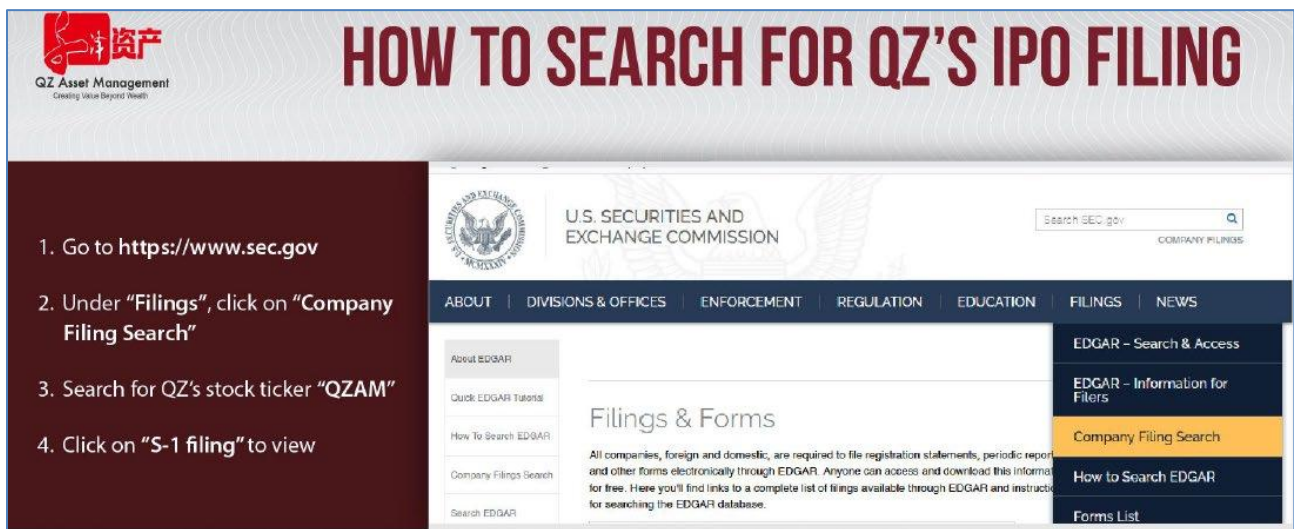 资产
QZ Asset Management
Creating Value Beyond Wealth
HOW TO SEARCH FOR QZ'S IPO FILING
1. Go to https://www.sec.gov
2. Under “Filings”, click on “Company
Filing Search”
3. Search for QZ's stock ticker “QZAM”
4. Click on “S-1 filing” to view
U.S. SECURITIES AND
EXCHANGE COMMISSION
Search SEC.gov
COMPANY FILINGS
ABOUT | DIVISIONS & OFFICES | ENFORCEMENT | REGULATION | EDUCATION | FILINGS | NEWS
About EDGAR
Quick EDGAR Tutorial
How To Search EDGAR
Company Filings Search
Search EDGAR
Filings & Forms
All companies, foreign and domestic, are required to file registration statements, periodic repor
and other forms electronically through EDGAR. Anyone can access and download this informat
for free. Here you'll find links to a complete list of filings available through EDGAR and instructio
for searching the EDGAR database.
EDGAR – Search & Access
EDGAR – Information for
Filers
Company Filing Search
How to Search EDGAR
Forms List